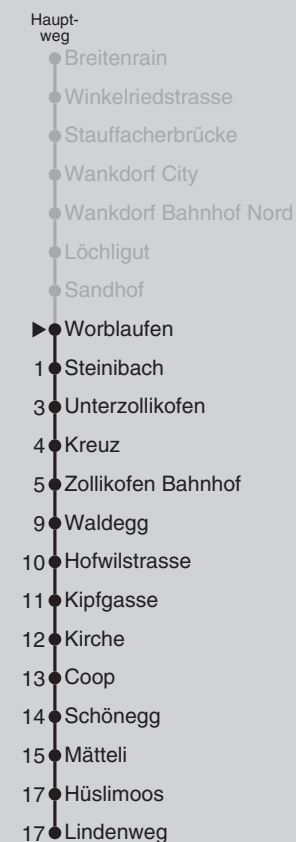 Haupt-
weg
Breitenrain
Winkelriedstrasse
Stauffacherbrücke
Wankdorf City
Wankdorf Bahnhof Nord
Löchligut
Sandhof
Worblaufen
1 Steinibach
3 Unterzollikofen
4 Kreuz
5 Zollikofen Bahnhof
9 Waldegg
10 Hofwilstrasse
11 Kipfgasse
12 Kirche
13 Coop
14 Schönegg
15 Mätteli
17 Hüslimoos
17 Lindenweg